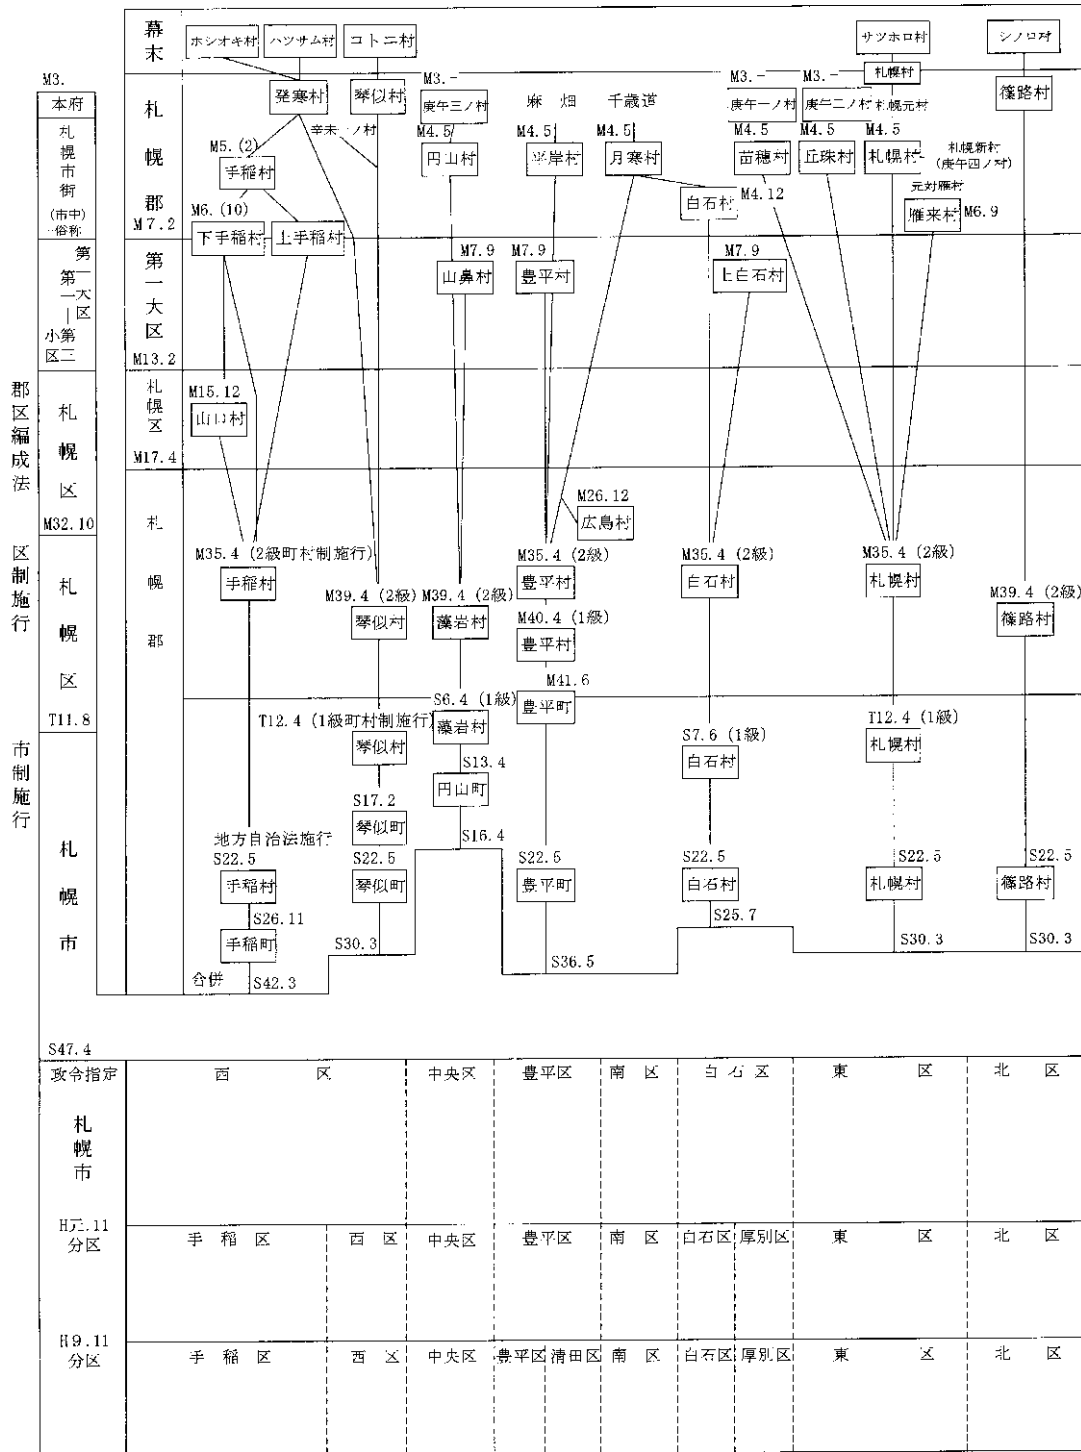 幕末
ホシオキ村
ハツサム村
コトニ村
サツホロ村
シノロ村
M3.
本府
札幌市街
(市中)
俗称
札幌郡
M7.2
発寒村
琴似村
M3.-
庚午三ノ村
麻畑
千歳道
M3.-
庚午一ノ村
M3.-
庚午二ノ村
札幌村
札幌元村
篠路村
辛未一ノ村
M5.(2)
手稲村
M4.5
円山村
M4.5
平岸村
M4.5
月寒村
M4.5
苗穂村
M4.5
丘珠村
M4.5
札幌村
札幌新村
(庚午四ノ村)
M6.(10)
下手稲村
上手稲村
白石村
M4.12
元対雁村
雁来村
M6.9
第一大区
第一大区
小第三区
M13.2
M7.9
山鼻村
M7.9
豊平村
M7.9
上白石村
郡区編成法
札幌区
M32.10
札幌区
M17.4
M15.12
山口村
札幌郡
M26.12
広島村
区制施行
札幌区
T11.8
M35.4 (2級町村制施行)
手稲村
M39.4 (2級)
琴似村
M39.4 (2級)
藻岩村
M35.4 (2級)
豊平村
M40.4 (1級)
豊平村
M41.6
豊平町
M35.4 (2級)
白石村
M35.4 (2級)
札幌村
M39.4 (2級)
篠路村
市制施行
札幌市
T12.4 (1級町村制施行)
琴似村
S6.4 (1級)
藻岩村
S7.6 (1級)
白石村
T12.4 (1級)
札幌村
S13.4
円山町
S16.4
S17.2
琴似町
地方自治法施行
S22.5
手稲村
S22.5
琴似町
S22.5
豊平町
S22.5
白石村
S22.5
札幌村
S22.5
篠路村
S26.11
手稲町
S25.7
S30.3
S36.5
S30.3
S30.3
合併
S42.3
S47.4
政令指定
札幌市
西区
中央区
豊平区
南区
白石区
東区
北区
H元.11
分区
手稲区
西区
中央区
豊平区
南区
白石区
厚別区
東区
北区
H9.11
分区
手稲区
西区
中央区
豊平区
清田区
南区
白石区
厚別区
東区
北区